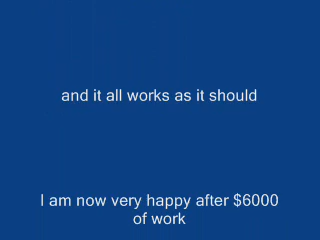 and it all works as it should
I am now very happy after $6000
of work